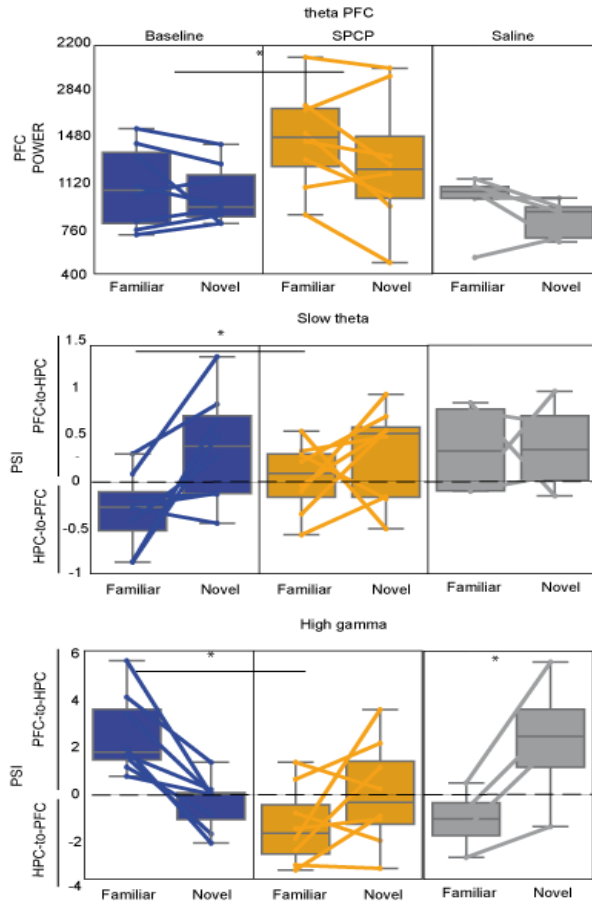 theta PFC
Baseline SPCP Saline
*
2200
2840
1480
1120
760
400
PFC
POWER
Familiar Novel Familiar Novel Familiar Novel
Slow theta
*
1.5
1
0.5
0
-0.5
-1
PSI
HPC-to-PFC PFC-to-HPC
Familiar Novel Familiar Novel Familiar Novel
High gamma
* *
6
4
2
0
-2
-4
PSI
HPC-to-PFC PFC-to-HPC
Familiar Novel Familiar Novel Familiar Novel